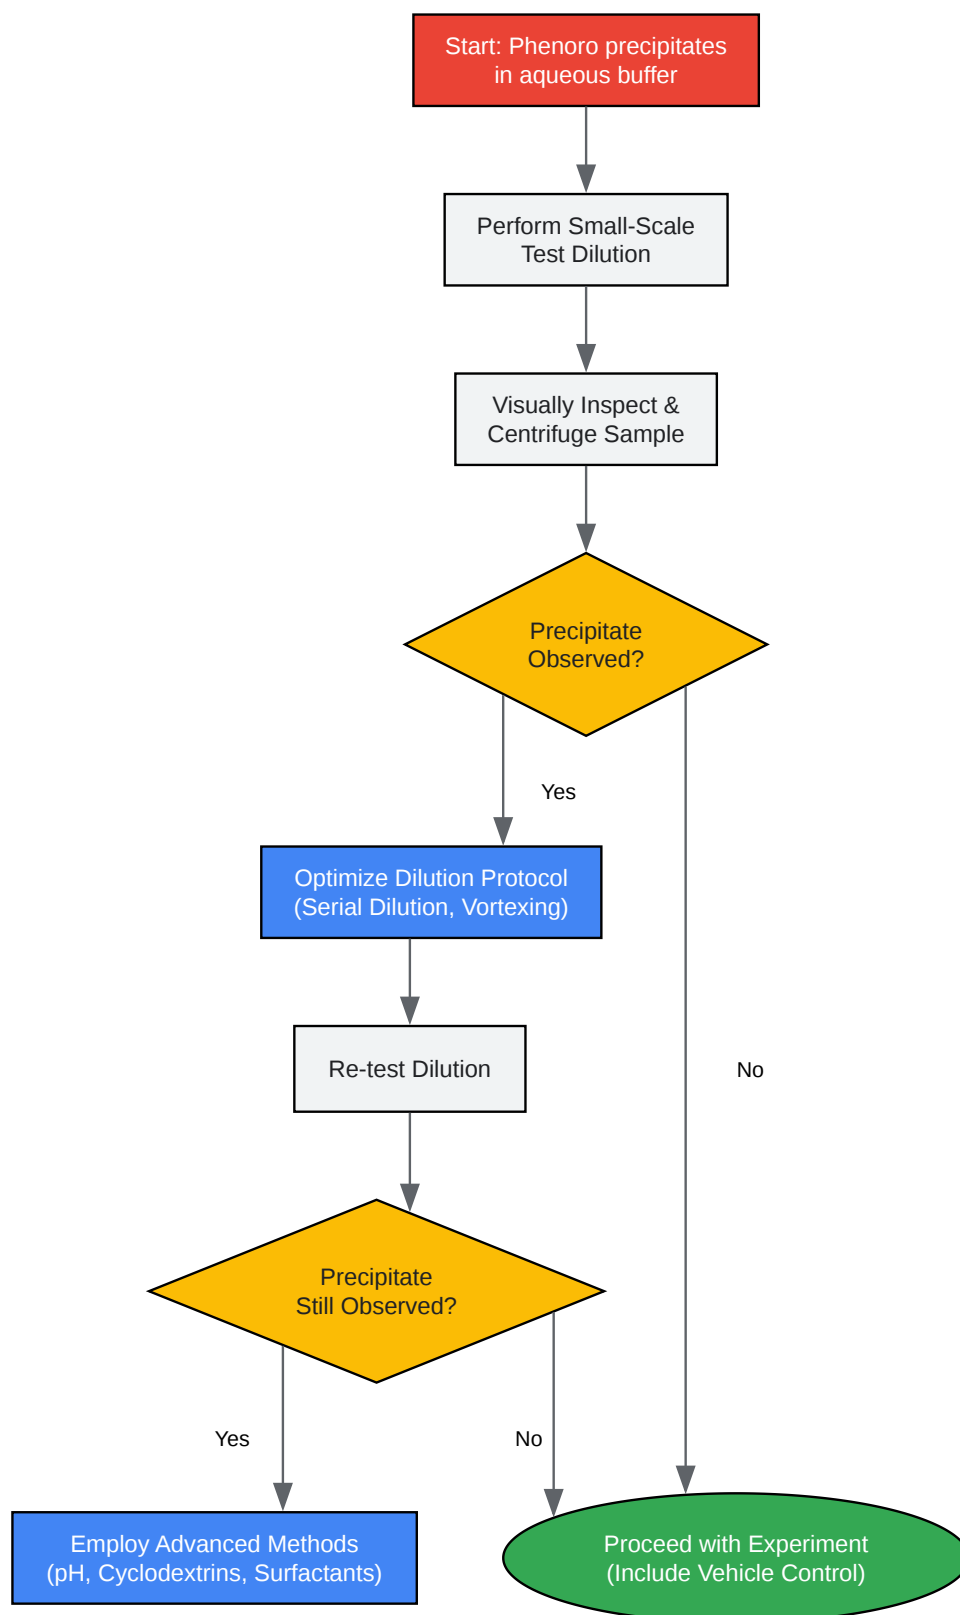 Start: Phenoro precipitates
in aqueous buffer
Perform Small-Scale
Test Dilution
Visually Inspect &
Centrifuge Sample
Precipitate
Observed?
Yes
Optimize Dilution Protocol
(Serial Dilution, Vortexing)
Re-test Dilution
No
Precipitate
Still Observed?
Yes
No
Employ Advanced Methods
(pH, Cyclodextrins, Surfactants)
Proceed with Experiment
(Include Vehicle Control)